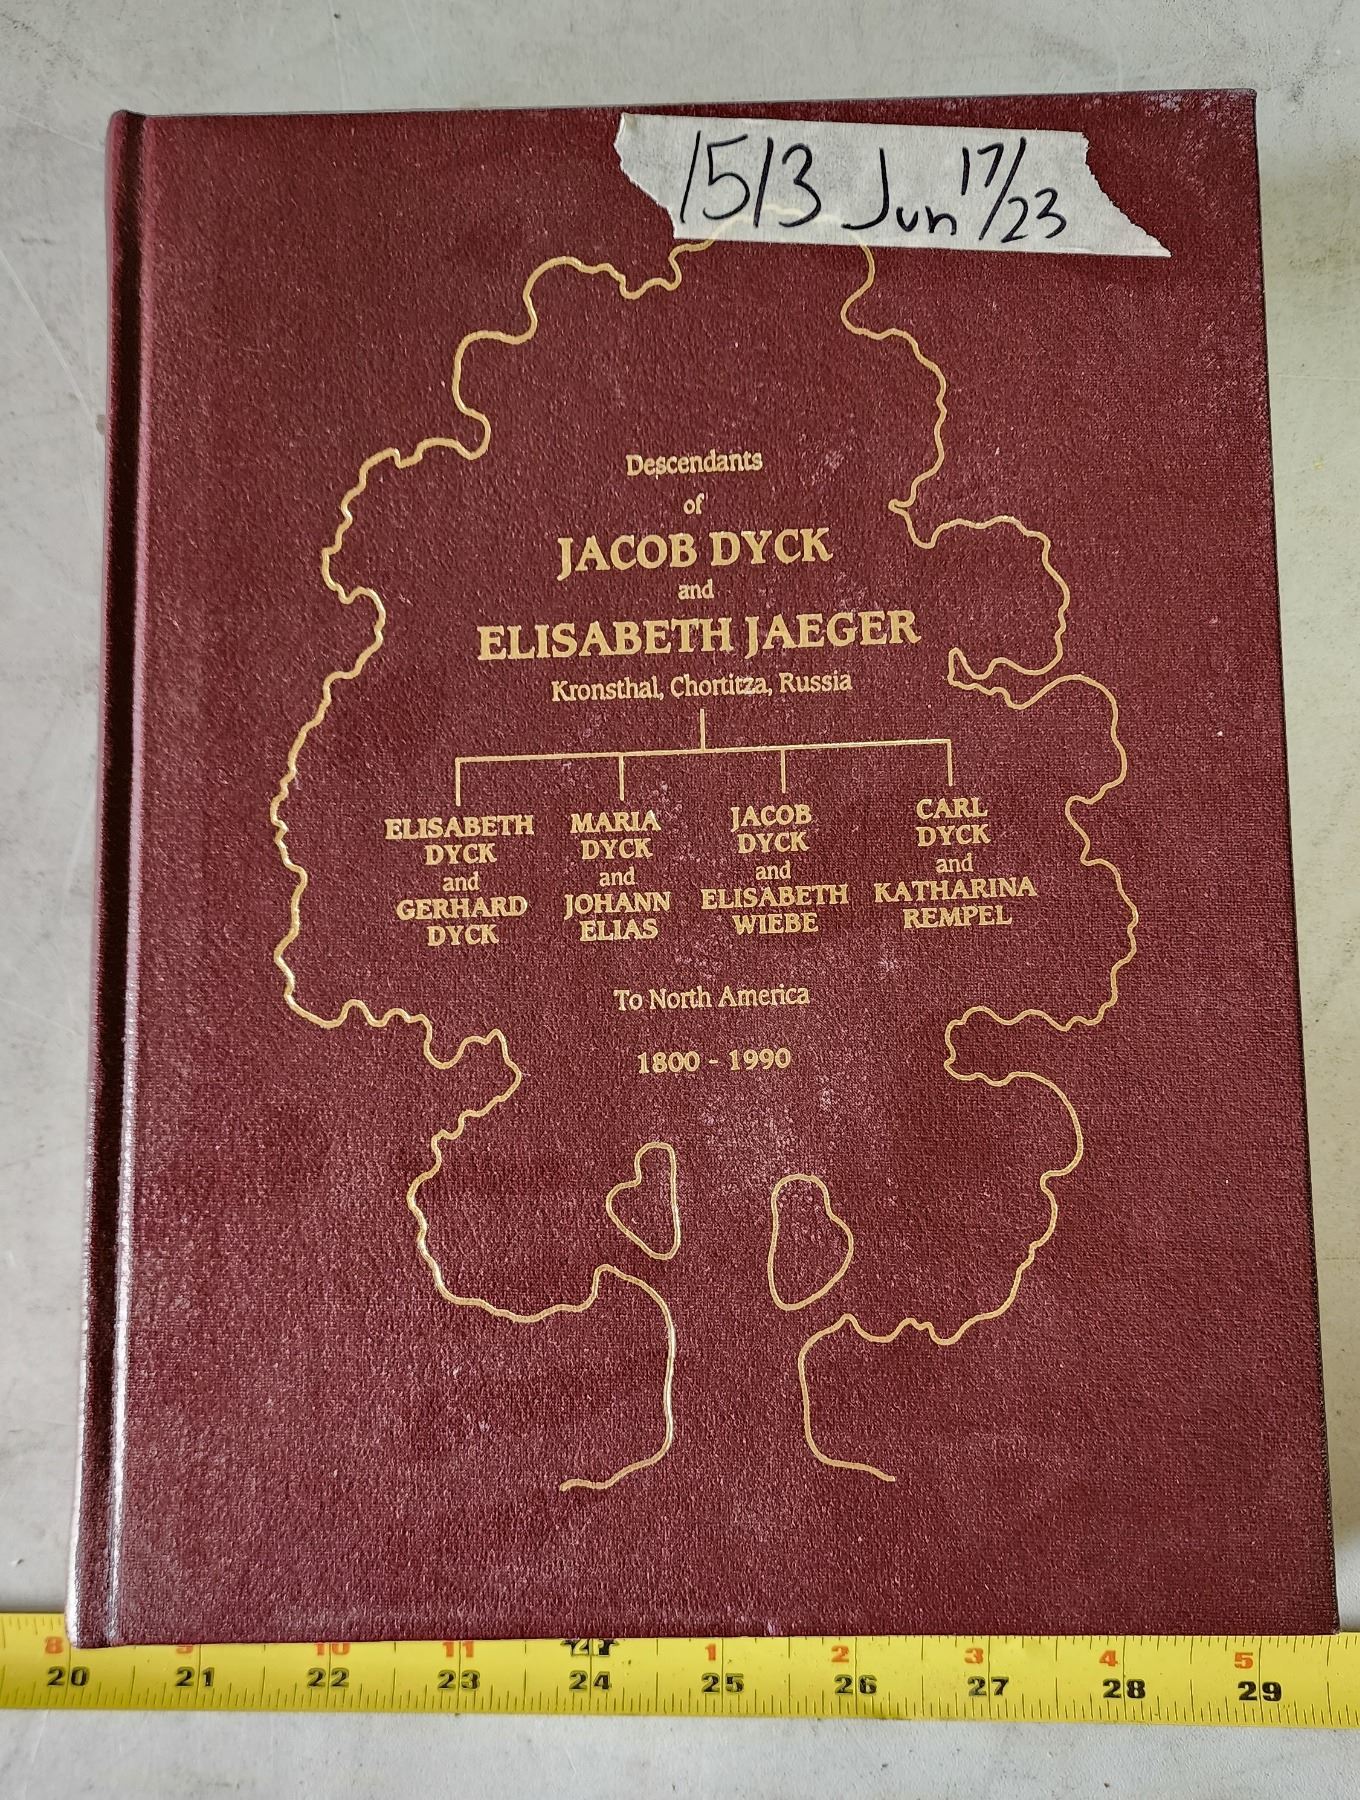 1513 Jun 17/23
Descendants
of
JACOB DYCK
and
ELISABETH JAEGER
Kronsthal, Chortitza, Russia
ELISABETH
DYCK
and
GERHARD
DYCK
MARIA
DYCK
and
JOHANN
ELIAS
JACOB
DYCK
and
ELISABETH
WIEBE
CARL
DYCK
and
KATHARINA
REMPEL
To North America
1800 - 1990
8 9 10 11 1 2 3 4 5
20 21 22 23 24 25 26 27 28 29